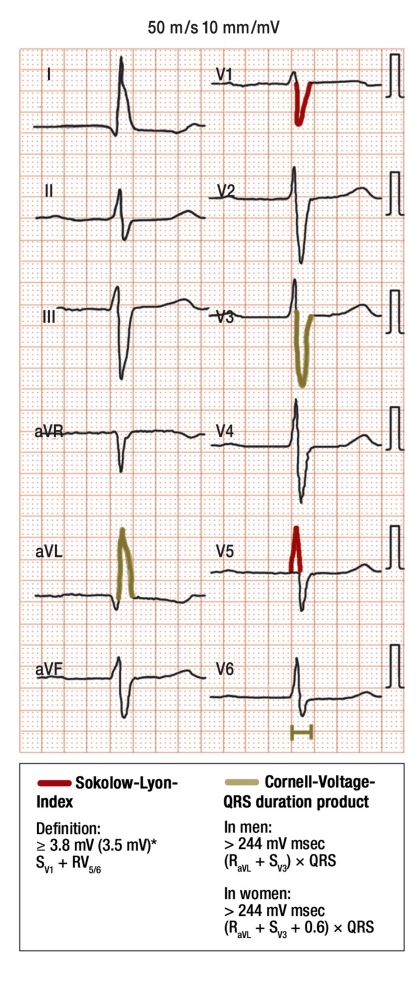 50 m/s 10 mm/mV
I
V1
II
V2
III
V3
aVR
V4
aVL
V5
aVF
V6
Sokolow-Lyon-
Index
Definition:
≥ 3.8 mV (3.5 mV)*
SV1 + RV5/6
Cornell-Voltage-
QRS duration product
In men:
> 244 mV msec
(RaVL + SV3) × QRS
In women:
> 244 mV msec
(RaVL + SV3 + 0.6) × QRS